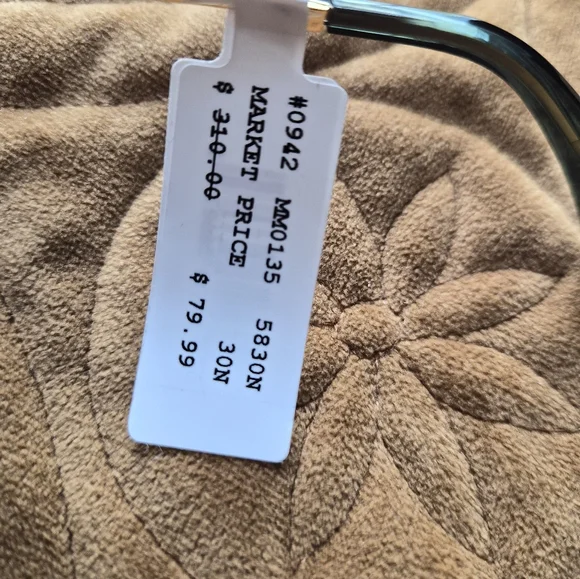 #0942 MM0135 5830N
MARKET PRICE 30N
$ 310.00 $ 79.99